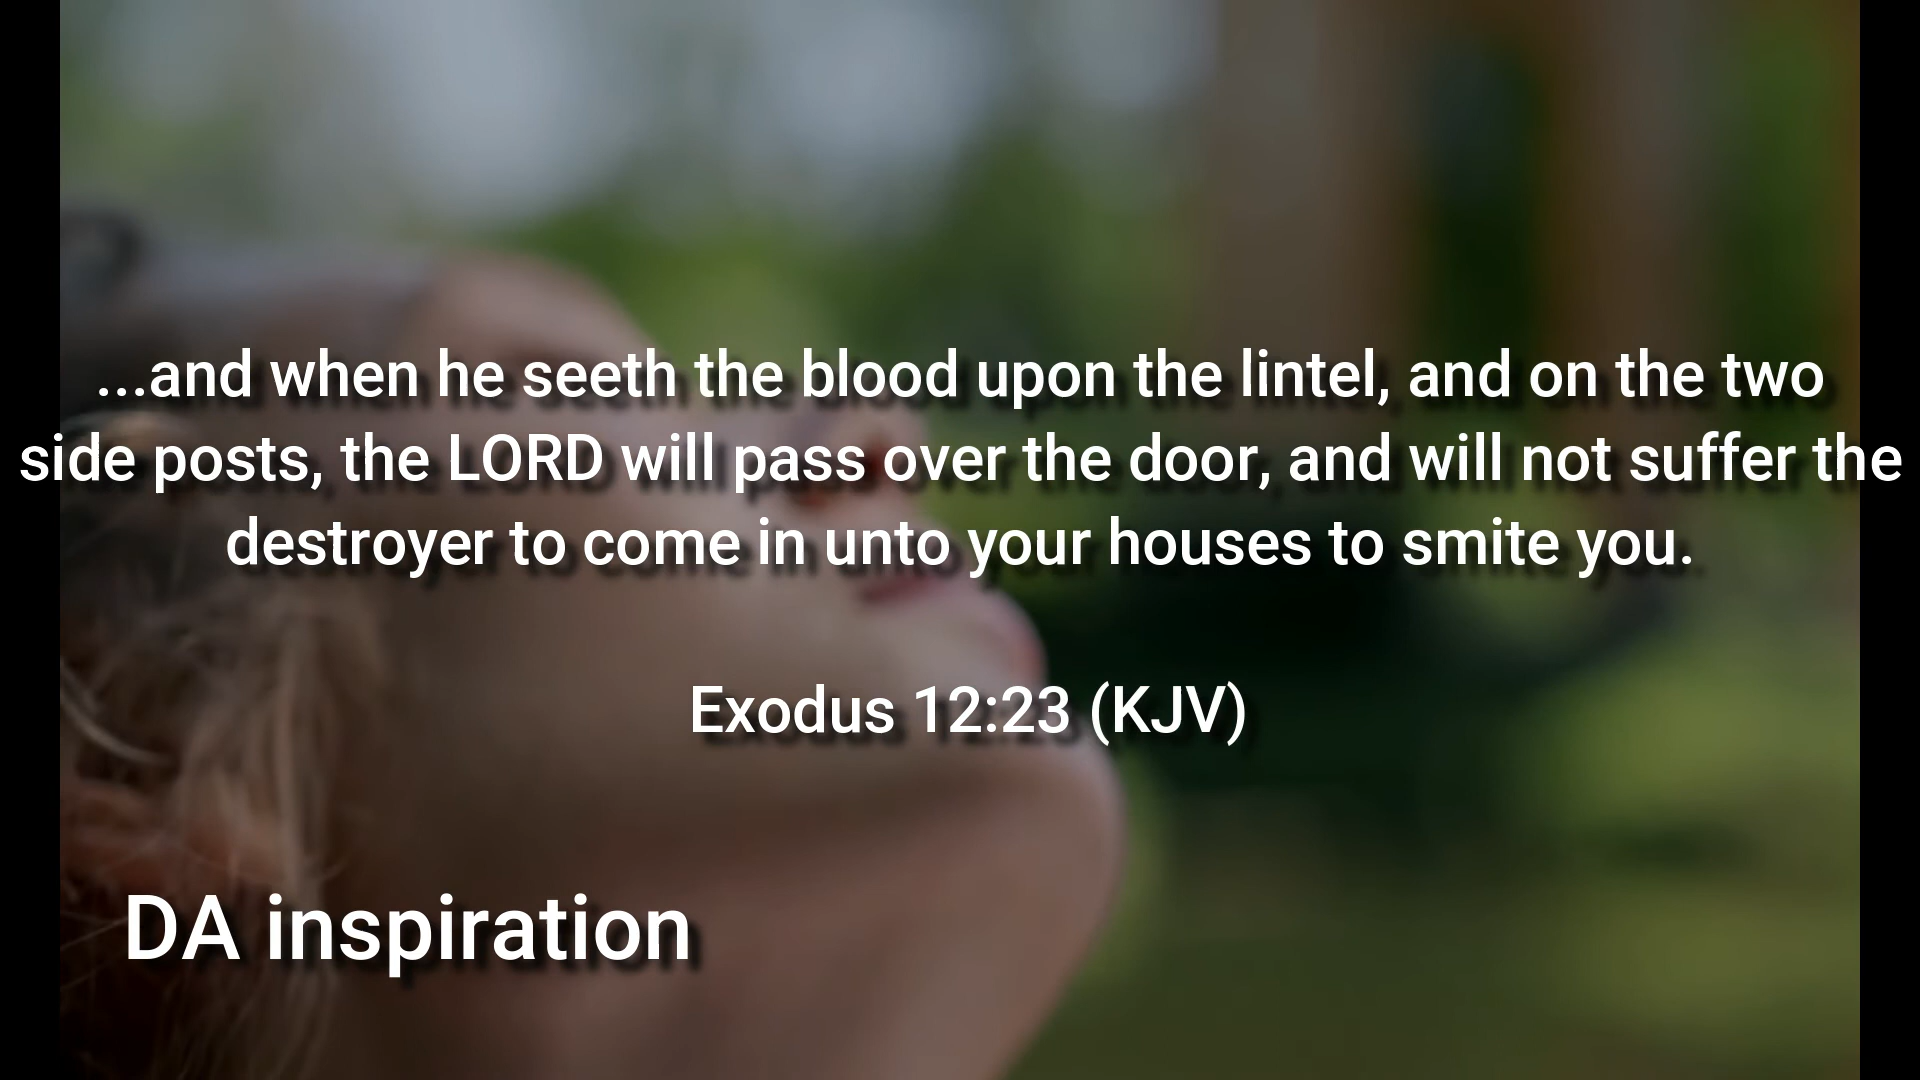 ...and when he seeth the blood upon the lintel, and on the two
side posts, the LORD will pass over the door, and will not suffer the
destroyer to come in unto your houses to smite you.
Exodus 12:23 (KJV)
DA inspiration